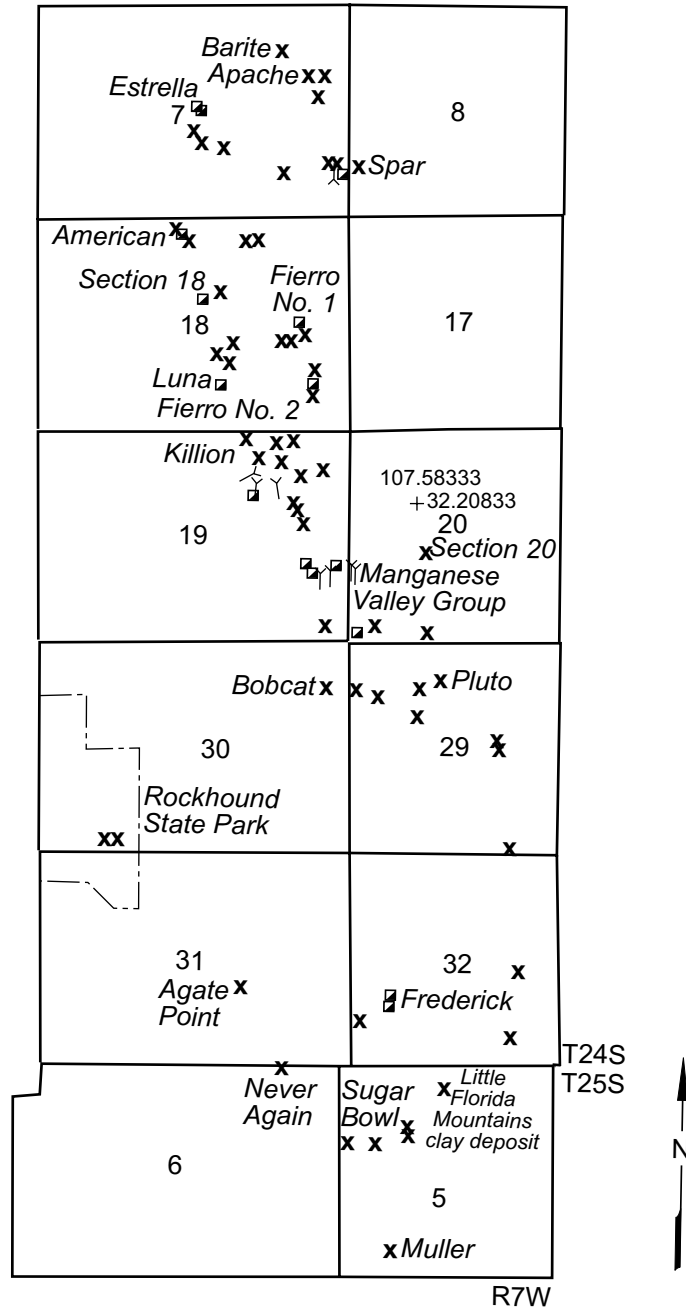 Barite x
Apache x x
x
Estrella
7
8
x
x
x
x
x x
x Spar
American
x
x
x x
Section 18
x
Fierro
No. 1
18
17
x
x x
x
x
x
x
Luna
x
Fierro No. 2
x
x
x
Killion
x
x
x
x
x
107.58333
+ 32.20833
20
19
x
x
x
x Section 20
Manganese
Valley Group
x
x
x
Bobcat x
x
x
x
x Pluto
x
30
29
x
x
Rockhound
State Park
x x
x
31
32
x
Agate
Point
x
Frederick
x
x
T24S
T25S
x
Never
Again
Sugar
Bowl
x
x
x
x
x
Little
Florida
Mountains
clay deposit
6
5
x Muller
N
R7W